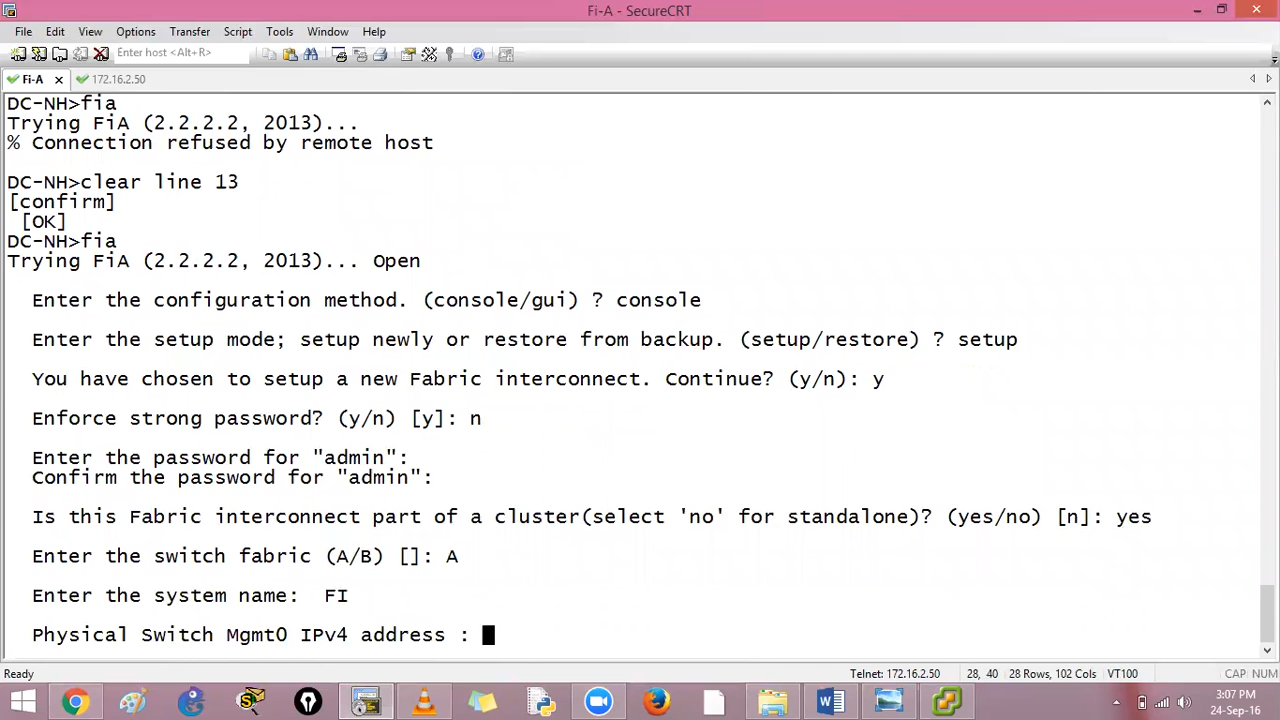 Fi-A - SecureCRT
File Edit View Options Transfer Script Tools Window Help
Enter host <Alt+R>
Fi-A 172.16.2.50
DC-NH>fia
Trying FiA (2.2.2.2, 2013)...
% Connection refused by remote host
DC-NH>clear line 13
[confirm]
[OK]
DC-NH>fia
Trying FiA (2.2.2.2, 2013)... Open
Enter the configuration method. (console/gui) ? console
Enter the setup mode; setup newly or restore from backup. (setup/restore) ? setup
You have chosen to setup a new Fabric interconnect. Continue? (y/n): y
Enforce strong password? (y/n) [y]: n
Enter the password for "admin":
Confirm the password for "admin":
Is this Fabric interconnect part of a cluster(select 'no' for standalone)? (yes/no) [n]: yes
Enter the switch fabric (A/B) []: A
Enter the system name:  FI
Physical Switch Mgmt0 IPv4 address :
Ready Telnet: 172.16.2.50 28, 40 28 Rows, 102 Cols VT100 CAP NUM
3:07 PM
24-Sep-16